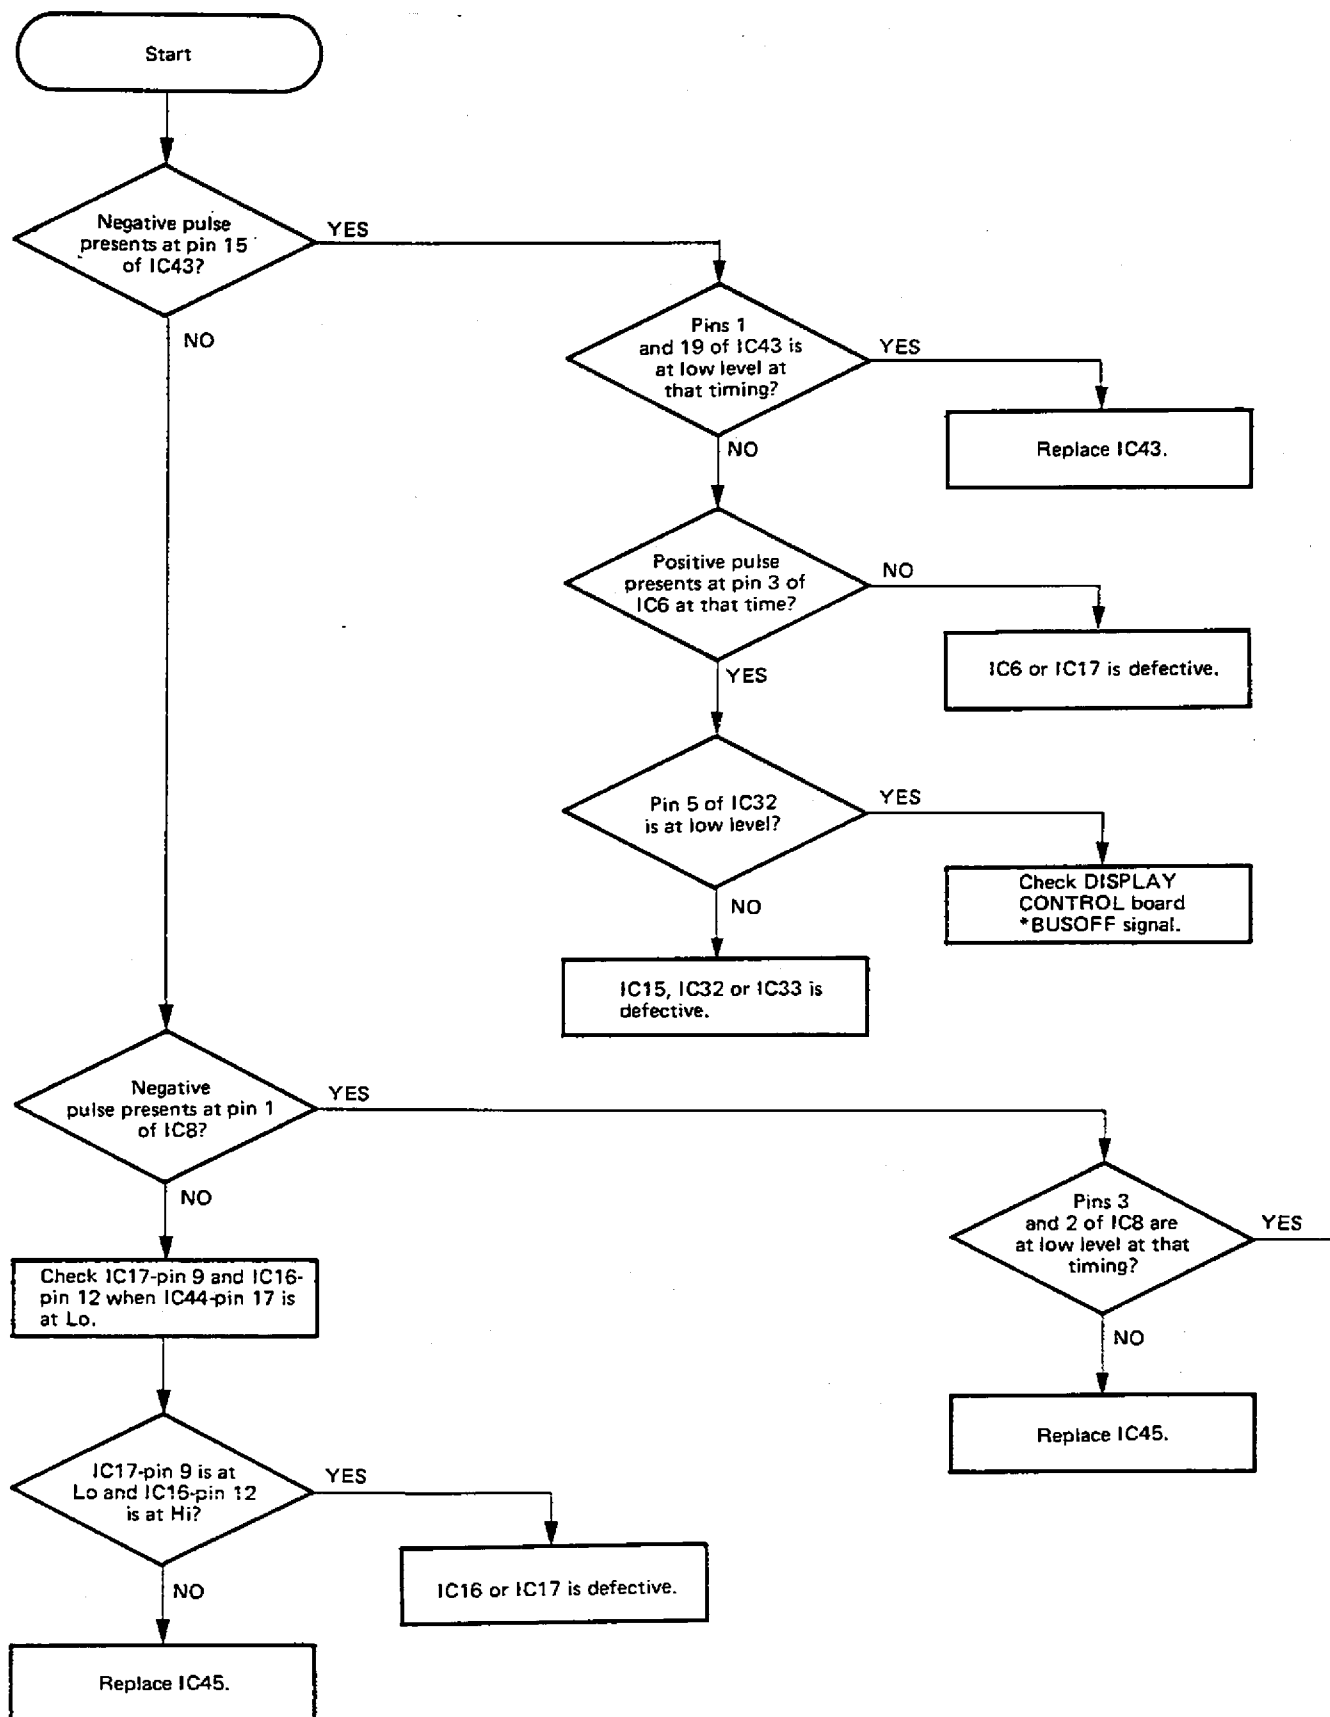 Start
Negative pulse
presents at pin 15
of IC43?
YES
NO
Pins 1
and 19 of IC43 is
at low level at
that timing?
YES
Replace IC43.
NO
Positive pulse
presents at pin 3 of
IC6 at that time?
NO
IC6 or IC17 is defective.
YES
Pin 5 of IC32
is at low level?
YES
Check DISPLAY
CONTROL board
*BUSOFF signal.
NO
IC15, IC32 or IC33 is
defective.
Negative
pulse presents at pin 1
of IC8?
YES
NO
Pins 3
and 2 of IC8 are
at low level at that
timing?
YES
NO
Replace IC45.
Check IC17-pin 9 and IC16-
pin 12 when IC44-pin 17 is
at Lo.
IC17-pin 9 is at
Lo and IC16-pin 12
is at Hi?
YES
IC16 or IC17 is defective.
NO
Replace IC45.